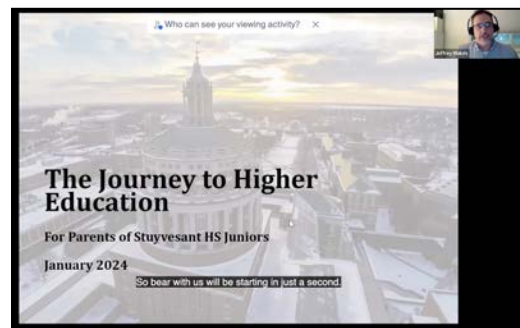 Who can see your viewing activity?
The Journey to Higher
Education
For Parents of Stuyvesant HS Juniors
January 2024
So bear with us will be starting in just a second.